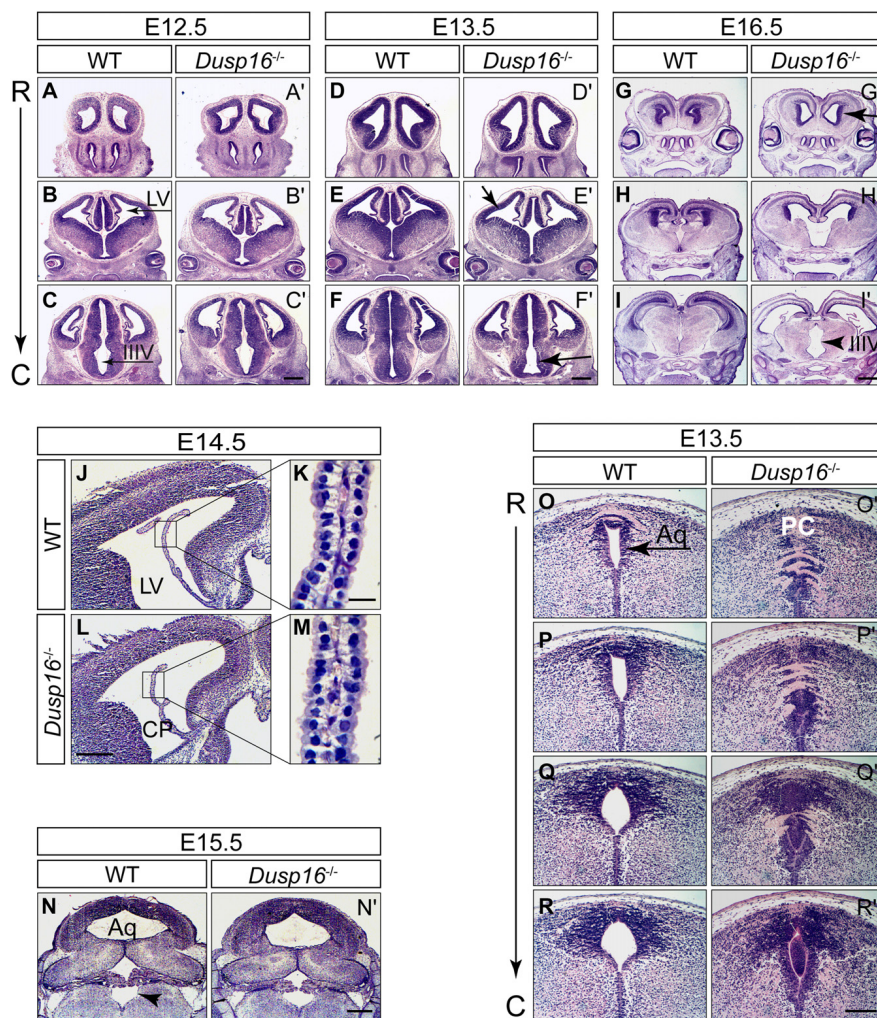 E12.5 E13.5 E16.5
WT Dusp16-/- WT Dusp16-/- WT Dusp16-/-
R
A A' D D' G G'
B LV B' E E' H H'
C IIIV C' F F' I I' IIIV
C
E14.5 E13.5
WT J LV K
Dusp16-/- L CP M
WT Dusp16-/-
R
O Aq O' PC
P P'
Q Q'
R R'
C
E15.5
WT Dusp16-/-
N Aq N'